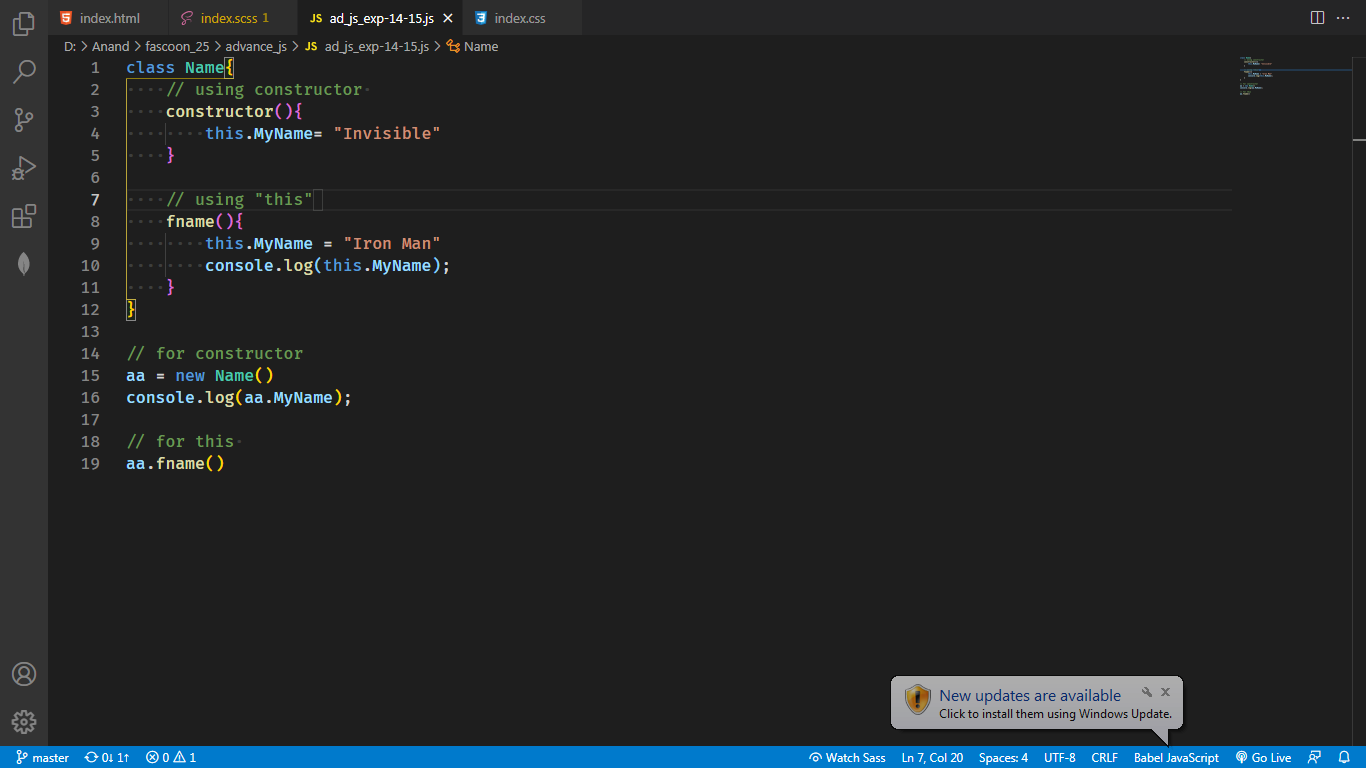 index.html
index.scss 1
JS ad_js_exp-14-15.js
index.css
D: > Anand > fascoon_25 > advance_js > JS ad_js_exp-14-15.js > Name
1 class Name{
2 // using constructor
3 constructor(){
4 this.MyName= "Invisible"
5 }
6
7 // using "this"
8 fname(){
9 this.MyName = "Iron Man"
10 console.log(this.MyName);
11 }
12 }
13
14 // for constructor
15 aa = new Name()
16 console.log(aa.MyName);
17
18 // for this
19 aa.fname()
New updates are available
Click to install them using Windows Update.
master 0↓ 1↑ 0 1 Watch Sass Ln 7, Col 20 Spaces: 4 UTF-8 CRLF Babel JavaScript Go Live